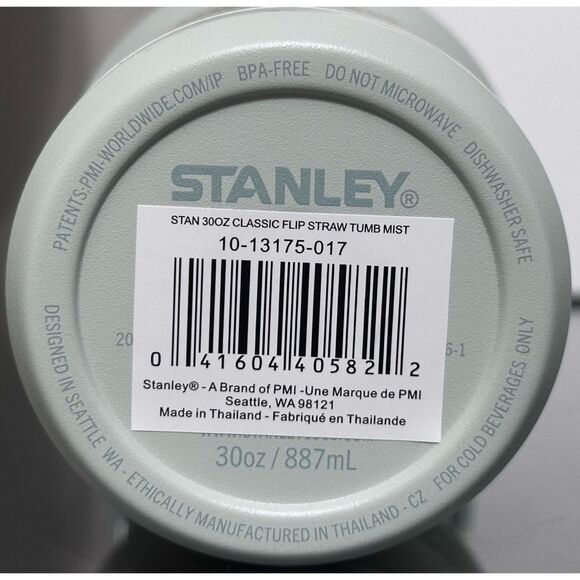 PATENTS:PMI-WORLDWIDE.COM/IP BPA-FREE DO NOT MICROWAVE DISHWASHER SAFE
STANLEY®
STAN 30OZ CLASSIC FLIP STRAW TUMB MIST
10-13175-017
20
6-1
0 41604 40582 2
Stanley® - A Brand of PMI -Une Marque de PMI
Seattle, WA 98121
Made in Thailand - Fabriqué en Thailande
30oz / 887mL
DESIGNED IN SEATTLE, WA - ETHICALLY MANUFACTURED IN THAILAND - CZ FOR COLD BEVERAGES ONLY